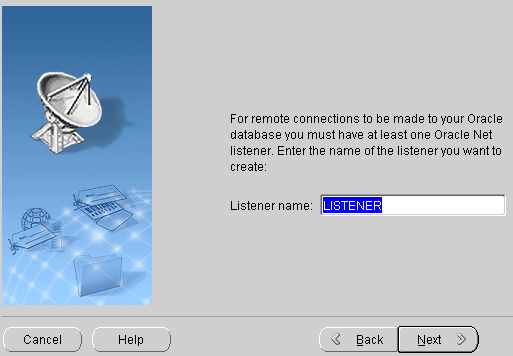 For remote connections to be made to your Oracle
database you must have at least one Oracle Net
listener. Enter the name of the listener you want to
create:
Listener name: LISTENER
Cancel Help Back Next